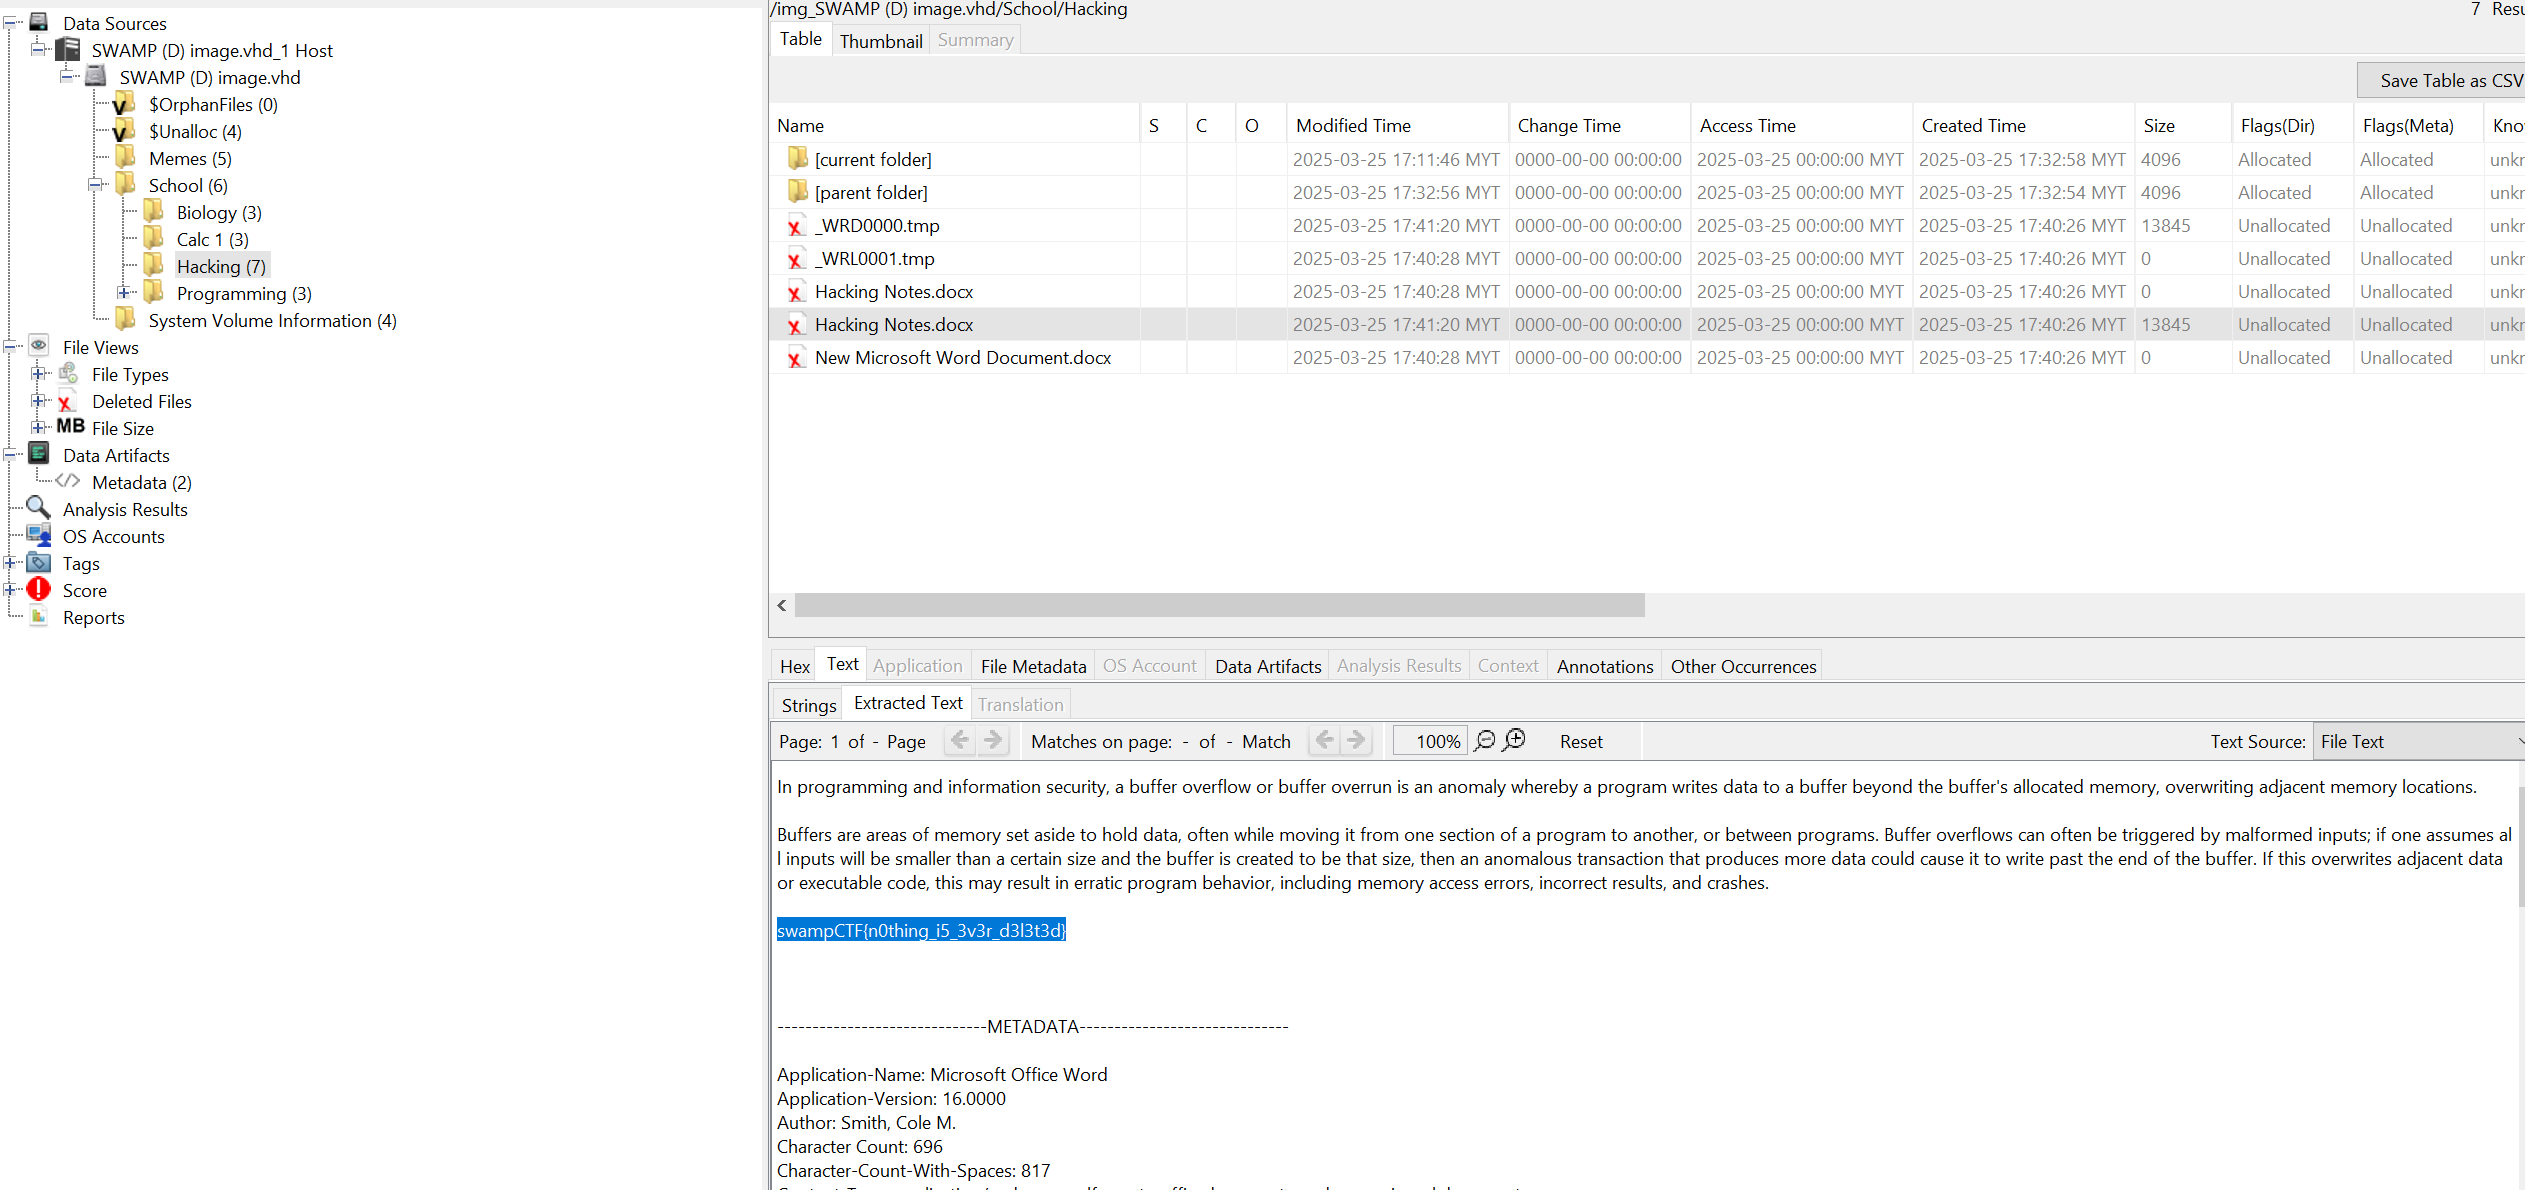 Data Sources
SWAMP (D) image.vhd_1 Host
SWAMP (D) image.vhd
$OrphanFiles (0)
$Unalloc (4)
Memes (5)
School (6)
Biology (3)
Calc 1 (3)
Hacking (7)
Programming (3)
System Volume Information (4)
File Views
File Types
Deleted Files
MB File Size
Data Artifacts
Metadata (2)
Analysis Results
OS Accounts
Tags
Score
Reports
/img_SWAMP (D) image.vhd/School/Hacking 7 Resu
Table Thumbnail Summary
Save Table as CSV
Name S C O Modified Time Change Time Access Time Created Time Size Flags(Dir) Flags(Meta) Kno
[current folder] 2025-03-25 17:11:46 MYT 0000-00-00 00:00:00 2025-03-25 00:00:00 MYT 2025-03-25 17:32:58 MYT 4096 Allocated Allocated unkr
[parent folder] 2025-03-25 17:32:56 MYT 0000-00-00 00:00:00 2025-03-25 00:00:00 MYT 2025-03-25 17:32:54 MYT 4096 Allocated Allocated unkr
_WRD0000.tmp 2025-03-25 17:41:20 MYT 0000-00-00 00:00:00 2025-03-25 00:00:00 MYT 2025-03-25 17:40:26 MYT 13845 Unallocated Unallocated unkr
_WRL0001.tmp 2025-03-25 17:40:28 MYT 0000-00-00 00:00:00 2025-03-25 00:00:00 MYT 2025-03-25 17:40:26 MYT 0 Unallocated Unallocated unkr
Hacking Notes.docx 2025-03-25 17:40:28 MYT 0000-00-00 00:00:00 2025-03-25 00:00:00 MYT 2025-03-25 17:40:26 MYT 0 Unallocated Unallocated unkr
Hacking Notes.docx 2025-03-25 17:41:20 MYT 0000-00-00 00:00:00 2025-03-25 00:00:00 MYT 2025-03-25 17:40:26 MYT 13845 Unallocated Unallocated unkr
New Microsoft Word Document.docx 2025-03-25 17:40:28 MYT 0000-00-00 00:00:00 2025-03-25 00:00:00 MYT 2025-03-25 17:40:26 MYT 0 Unallocated Unallocated unkr
Hex Text Application File Metadata OS Account Data Artifacts Analysis Results Context Annotations Other Occurrences
Strings Extracted Text Translation
Page: 1 of - Page Matches on page: - of - Match 100% Reset Text Source: File Text
In programming and information security, a buffer overflow or buffer overrun is an anomaly whereby a program writes data to a buffer beyond the buffer's allocated memory, overwriting adjacent memory locations.
Buffers are areas of memory set aside to hold data, often while moving it from one section of a program to another, or between programs. Buffer overflows can often be triggered by malformed inputs; if one assumes al
l inputs will be smaller than a certain size and the buffer is created to be that size, then an anomalous transaction that produces more data could cause it to write past the end of the buffer. If this overwrites adjacent data
or executable code, this may result in erratic program behavior, including memory access errors, incorrect results, and crashes.
swampCTF{n0thing_i5_3v3r_d3l3t3d}
------------------------------METADATA------------------------------
Application-Name: Microsoft Office Word
Application-Version: 16.0000
Author: Smith, Cole M.
Character Count: 696
Character-Count-With-Spaces: 817